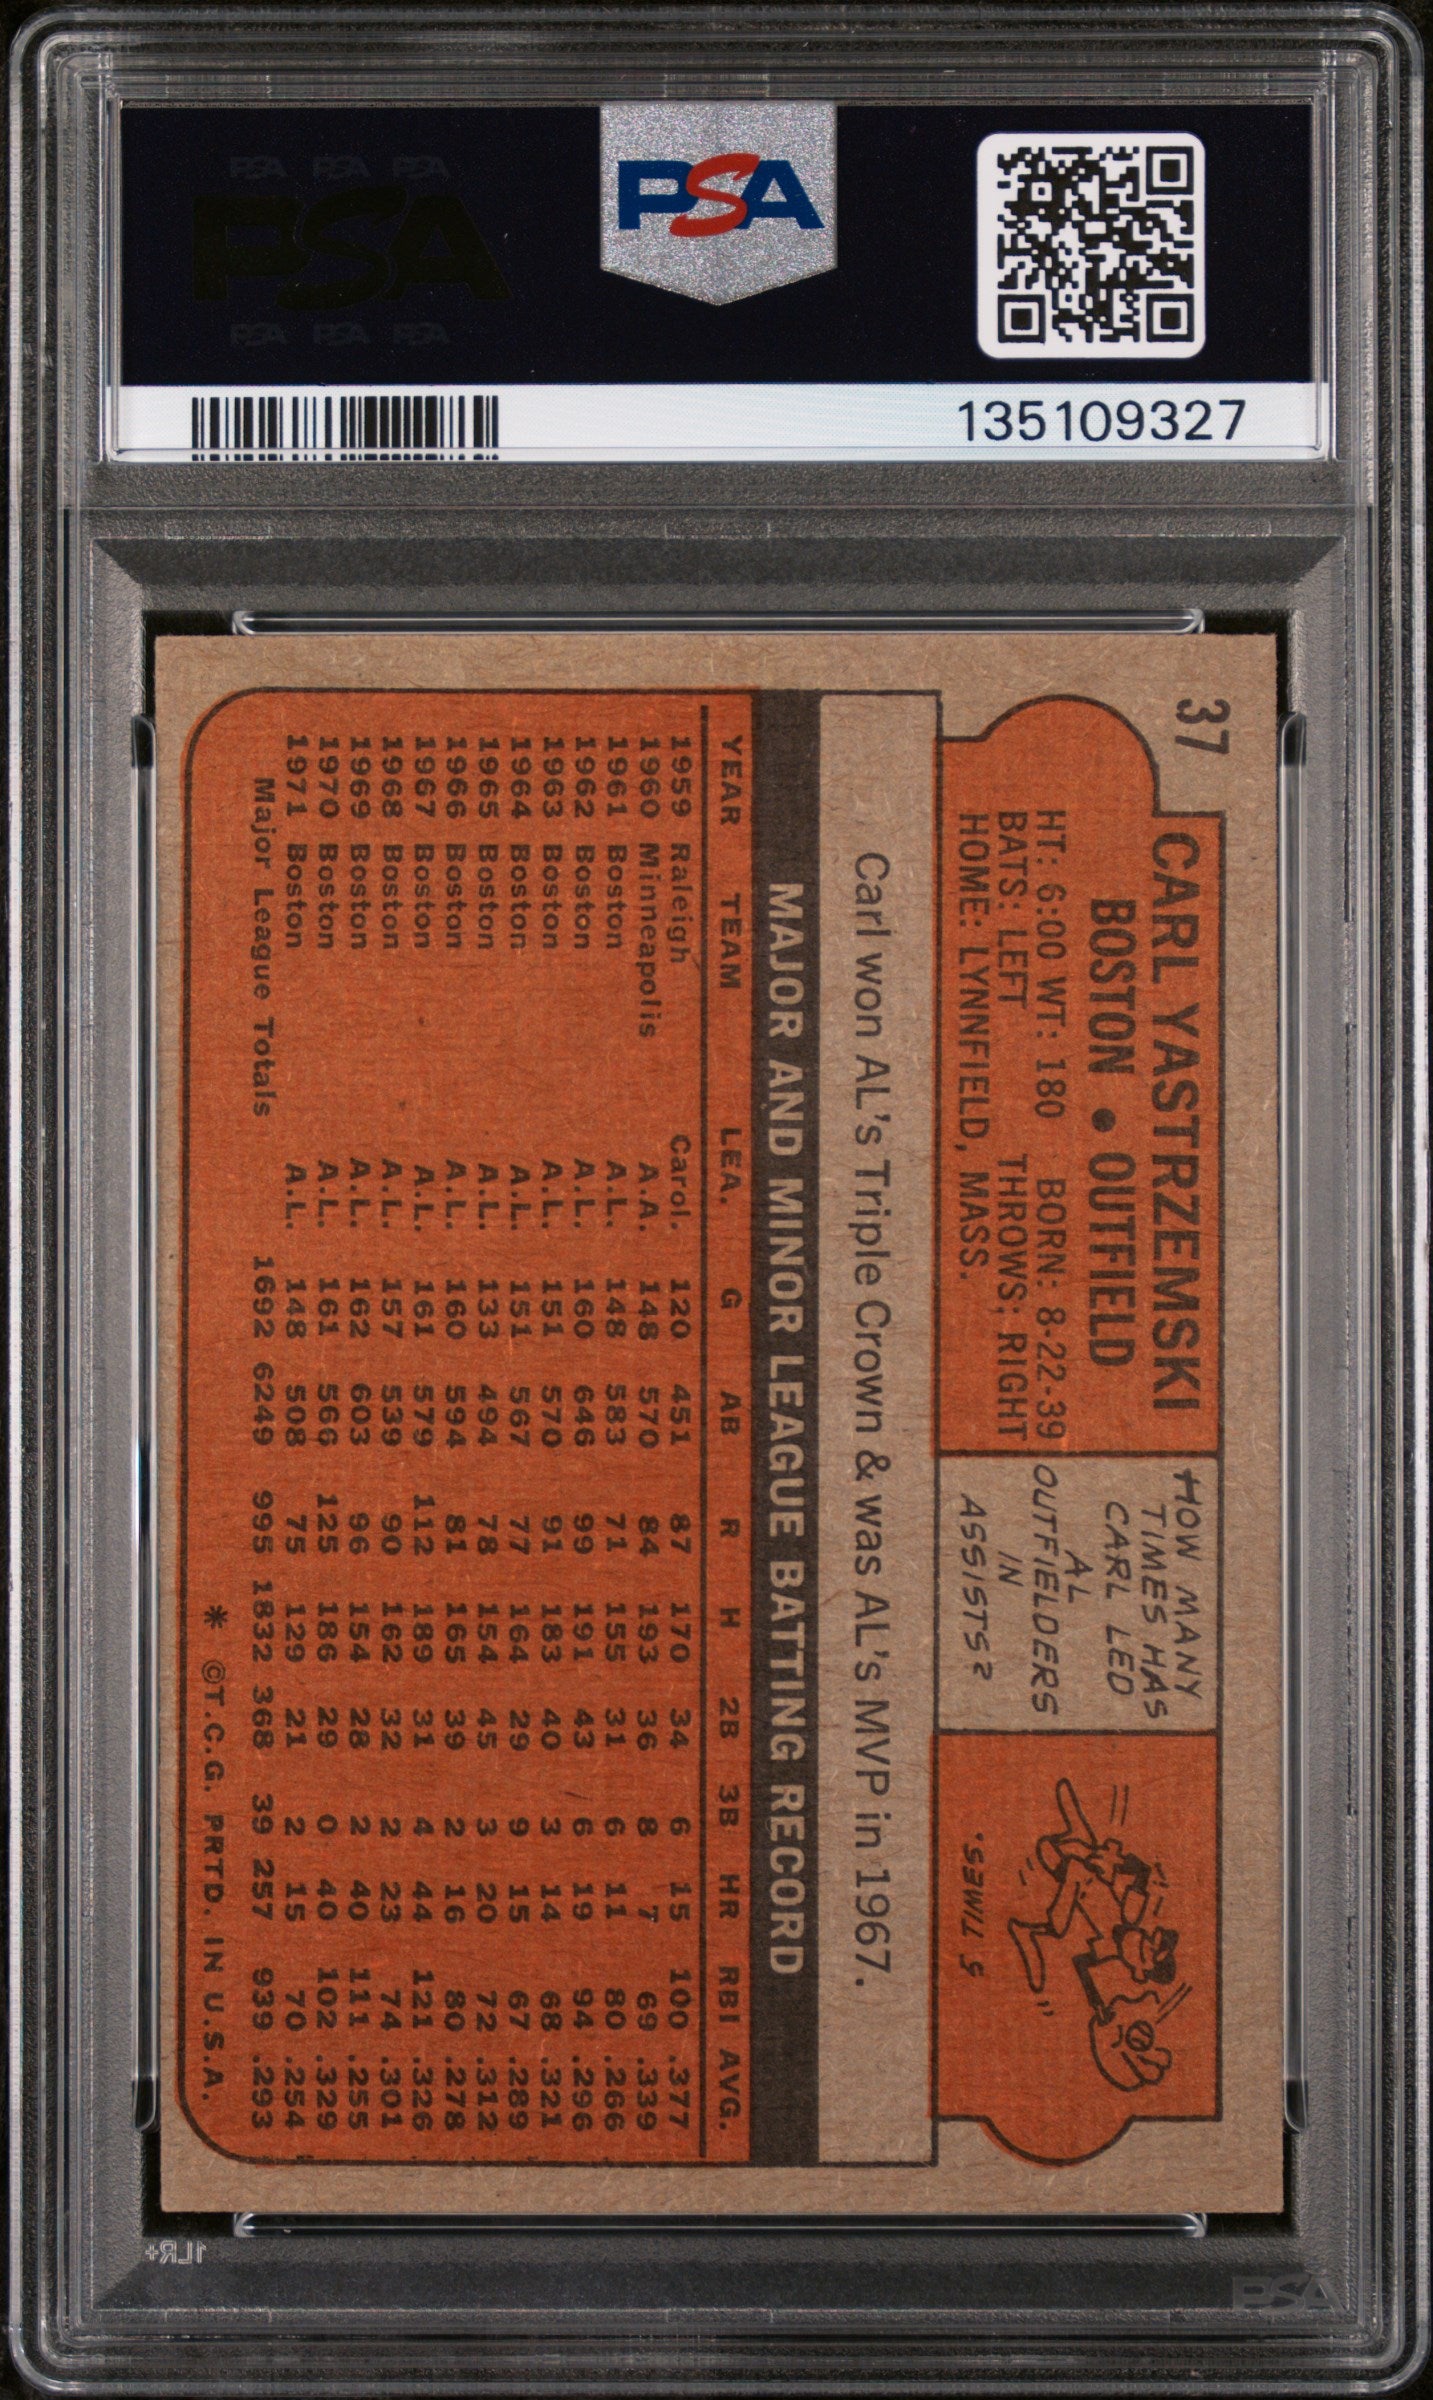 PSA PSA PSA
PSA
PSA PSA PSA
PSA
135109327
37
CARL YASTRZEMSKI
BOSTON • OUTFIELD
HT: 6:00 WT: 180 BORN: 8-22-39
BATS: LEFT THROWS: RIGHT
HOME: LYNNFIELD, MASS.
HOW MANY
TIMES HAS
CARL LED
AL
OUTFIELDERS
IN
ASSISTS?
5 TIMES.
Carl won AL's Triple Crown & was AL's MVP in 1967.
MAJOR AND MINOR LEAGUE BATTING RECORD
YEAR TEAM LEA. G AB R H 2B 3B HR RBI AVG.
1959 Raleigh Carol. 120 451 87 170 34 6 15 100 .377
1960 Minneapolis A.A. 148 570 84 193 36 8 7 69 .339
1961 Boston A.L. 148 583 71 155 31 6 11 80 .266
1962 Boston A.L. 160 646 99 191 43 6 19 94 .296
1963 Boston A.L. 151 570 91 183 40 3 14 68 .321
1964 Boston A.L. 151 567 77 164 29 9 15 67 .289
1965 Boston A.L. 133 494 78 154 45 3 20 72 .312
1966 Boston A.L. 160 594 81 165 39 2 16 80 .278
1967 Boston A.L. 161 579 112 189 31 4 44 121 .326
1968 Boston A.L. 157 539 90 162 32 2 23 74 .301
1969 Boston A.L. 162 603 96 154 28 2 40 111 .255
1970 Boston A.L. 161 566 125 186 29 0 40 102 .329
1971 Boston A.L. 148 508 75 129 21 2 15 70 .254
Major League Totals 1692 6249 995 1832 368 39 257 939 .293
* ©T.C.G. PRTD. IN U.S.A.
1LR+
PSA